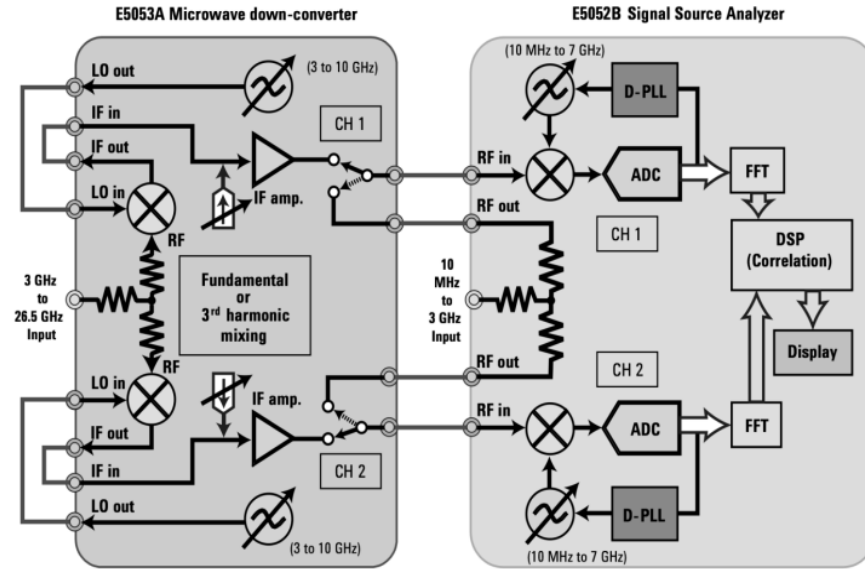 E5053A Microwave down-converter
E5052B Signal Source Analyzer
LO out
(3 to 10 GHz)
(10 MHz to 7 GHz)
D-PLL
IF in
CH 1
IF out
RF in
ADC
FFT
LO in
IF amp.
RF out
RF
CH 1
DSP
(Correlation)
3 GHz
to
26.5 GHz
Input
Fundamental
or
3rd harmonic
mixing
10
MHz
to
3 GHz
Input
Display
RF
RF out
LO in
IF amp.
CH 2
IF out
RF in
ADC
FFT
IF in
CH 2
LO out
D-PLL
(3 to 10 GHz)
(10 MHz to 7 GHz)